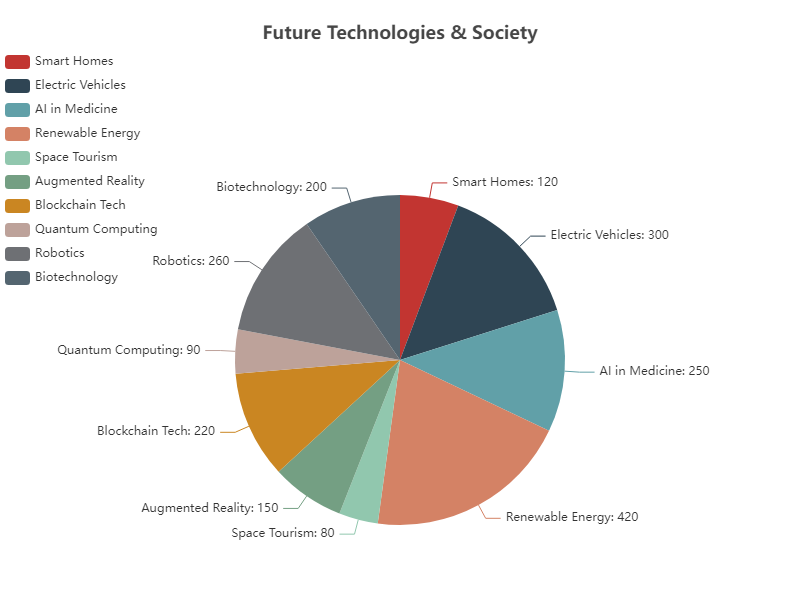 Future Technologies & Society
Smart Homes
Electric Vehicles
AI in Medicine
Renewable Energy
Space Tourism
Augmented Reality
Blockchain Tech
Quantum Computing
Robotics
Biotechnology
Smart Homes: 120
Electric Vehicles: 300
AI in Medicine: 250
Renewable Energy: 420
Space Tourism: 80
Augmented Reality: 150
Blockchain Tech: 220
Quantum Computing: 90
Robotics: 260
Biotechnology: 200